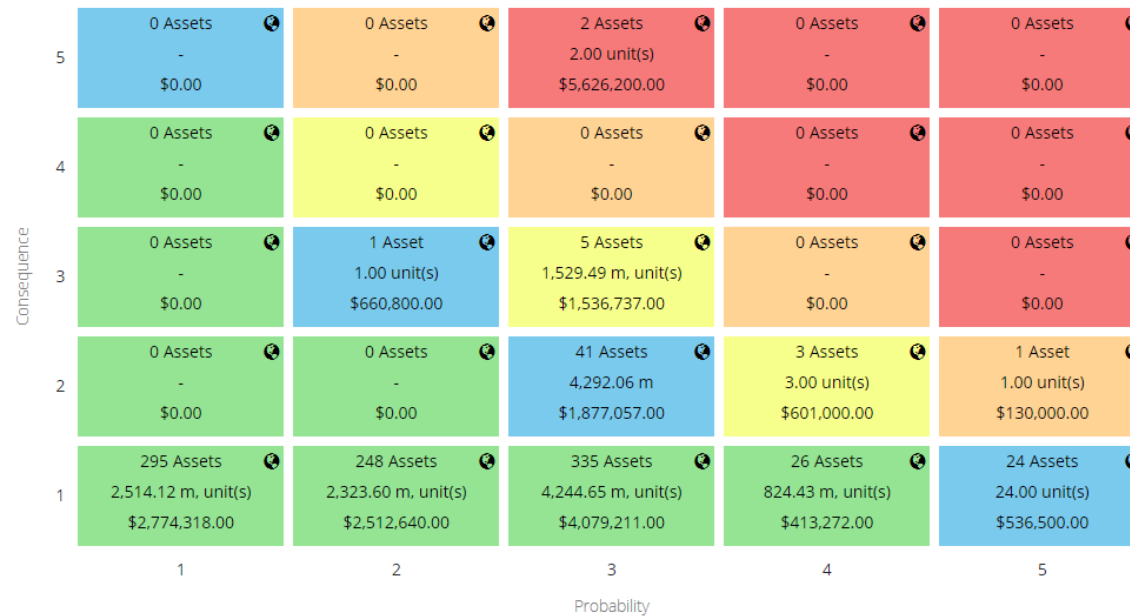 0 Assets 0 Assets 2 Assets 0 Assets 0 Assets
- - 2.00 unit(s) - -
5
$0.00 $0.00 $5,626,200.00 $0.00 $0.00
0 Assets 0 Assets 0 Assets 0 Assets 0 Assets
4 - - - - -
$0.00 $0.00 $0.00 $0.00 $0.00
Consequence
0 Assets 1 Asset 5 Assets 0 Assets 0 Assets
3 - 1.00 unit(s) 1,529.49 m, unit(s) - -
$0.00 $660,800.00 $1,536,737.00 $0.00 $0.00
0 Assets 0 Assets 41 Assets 3 Assets 1 Asset
2 - - 4,292.06 m 3.00 unit(s) 1.00 unit(s)
$0.00 $0.00 $1,877,057.00 $601,000.00 $130,000.00
295 Assets 248 Assets 335 Assets 26 Assets 24 Assets
1 2,514.12 m, unit(s) 2,323.60 m, unit(s) 4,244.65 m, unit(s) 824.43 m, unit(s) 24.00 unit(s)
$2,774,318.00 $2,512,640.00 $4,079,211.00 $413,272.00 $536,500.00
1 2 3 4 5
Probability